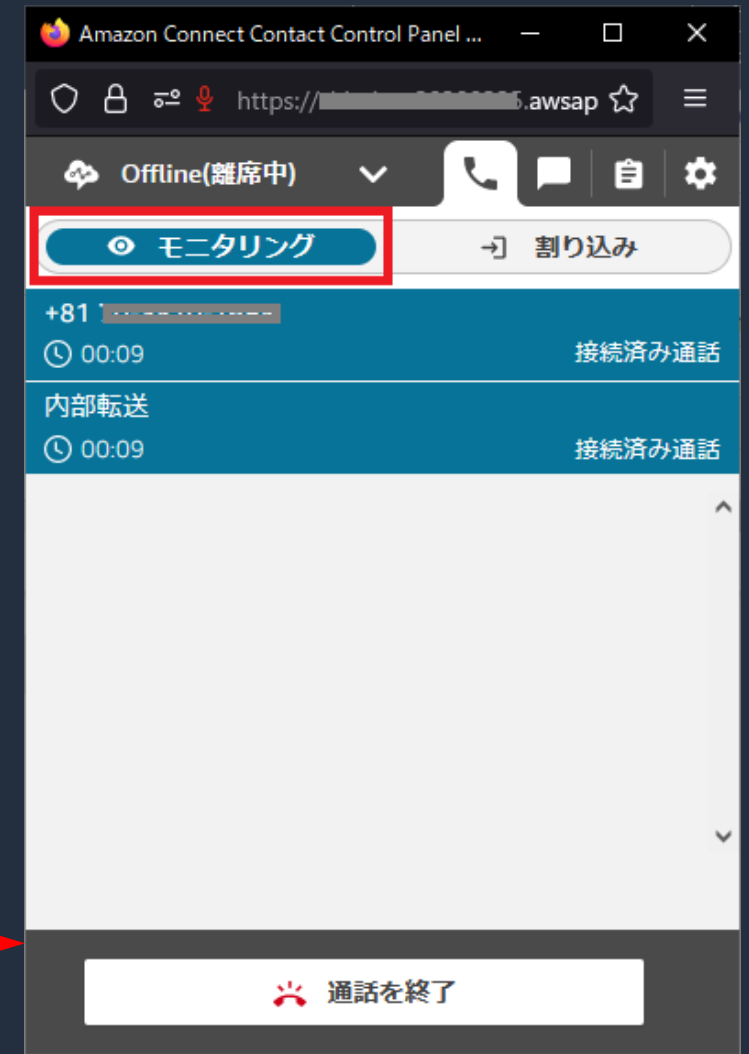 Amazon Connect Contact Control Panel ...
https:// .awsap
Offline(離席中)
モニタリング
割り込み
+81
00:09 接続済み通話
内部転送
00:09 接続済み通話
通話を終了